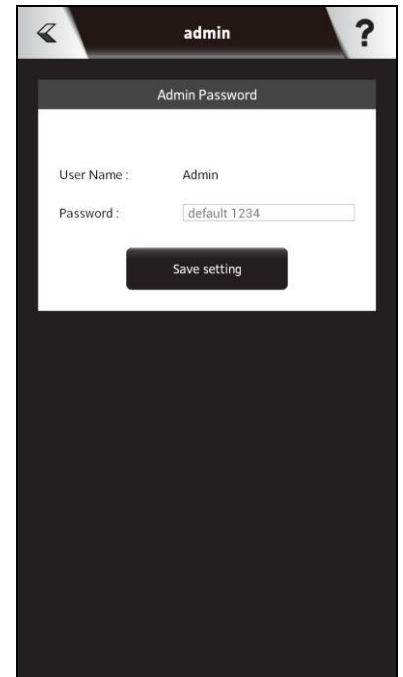 admin
?
Admin Password
User Name : Admin
Password : default 1234
Save setting